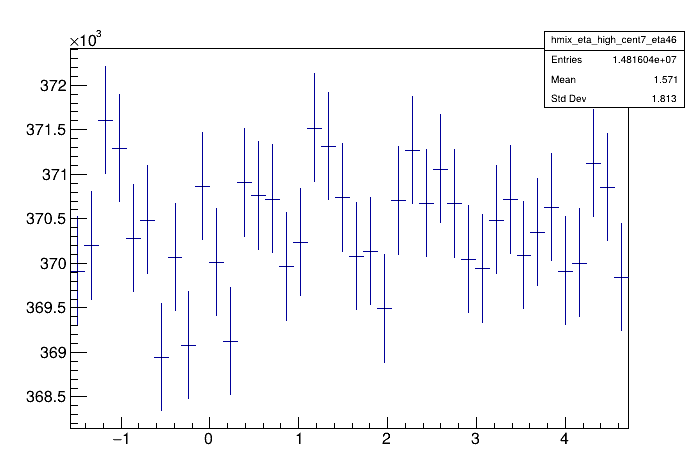 ×10³
hmix_eta_high_cent7_eta46
Entries 1.481604e+07
Mean 1.571
Std Dev 1.813
372
371.5
371
370.5
370
369.5
369
368.5
−1 0 1 2 3 4